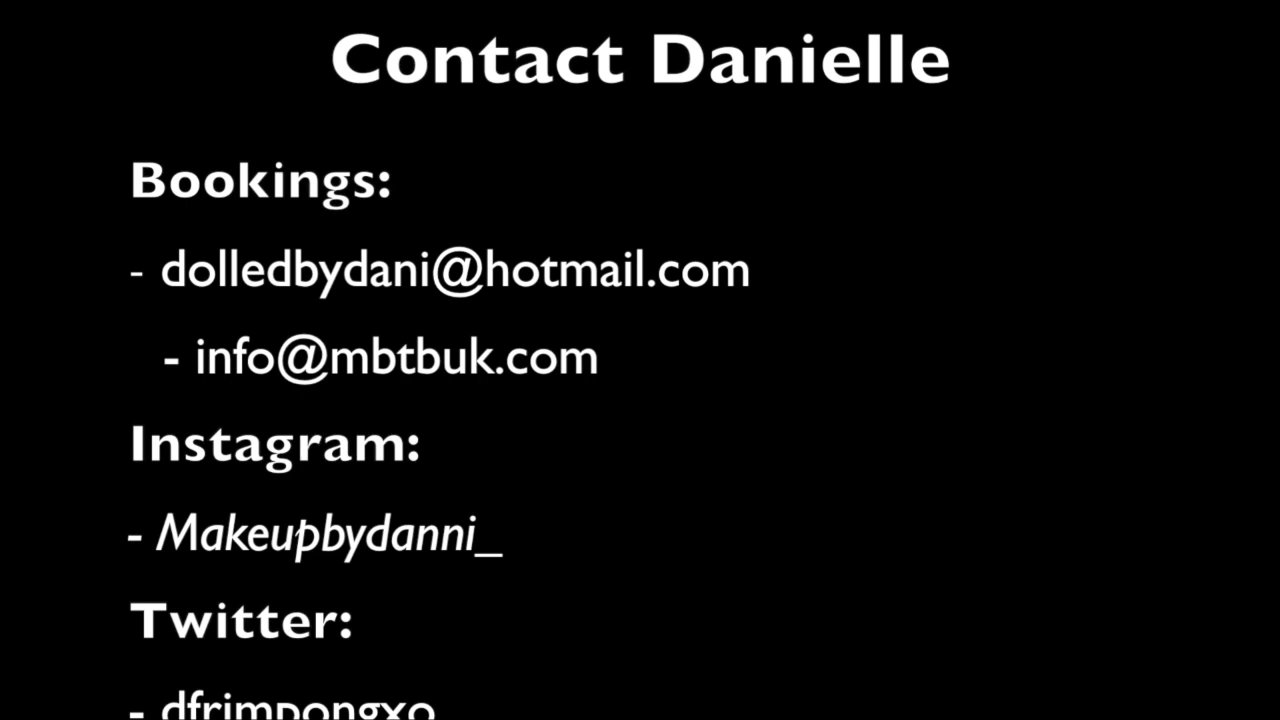 Contact Danielle
Bookings:
- dolledbydani@hotmail.com
- info@mbtbuk.com
Instagram:
- Makeupbydanni_
Twitter:
- dfrimpongxo